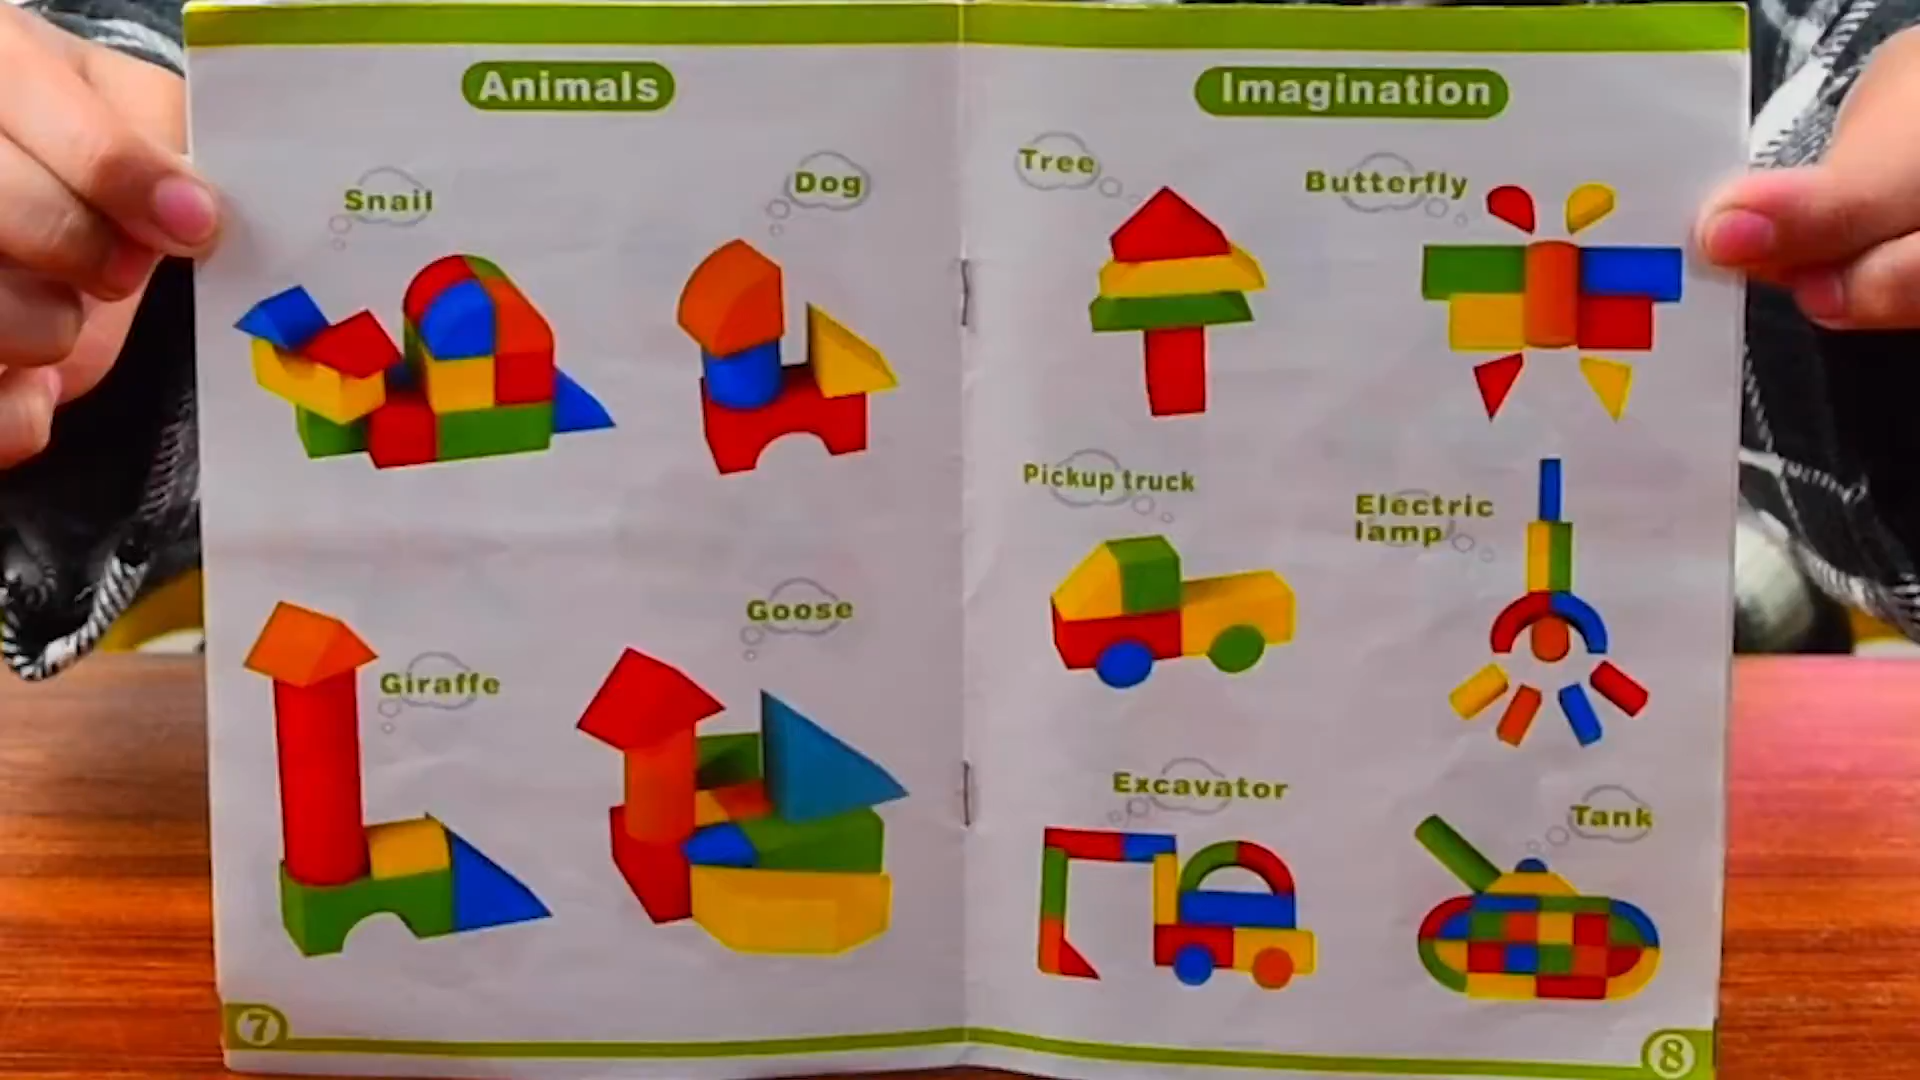 Animals
Snail
Dog
Giraffe
Goose
7
Imagination
Tree
Butterfly
Pickup truck
Electric
lamp
Excavator
Tank
8